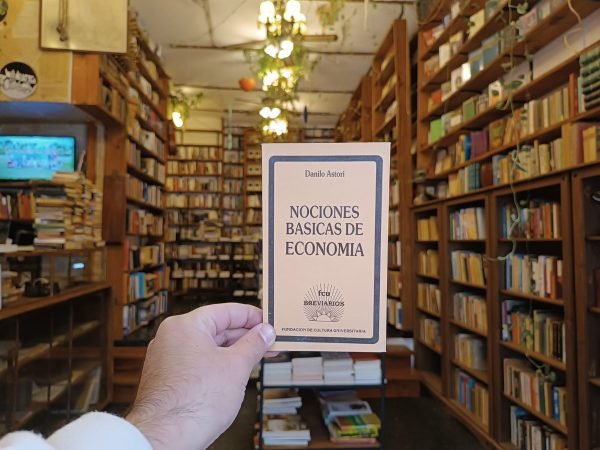 Danilo Astori
NOCIONES
BASICAS DE
ECONOMIA
fcu
BREVIARIOS
FUNDACION DE CULTURA UNIVERSITARIA